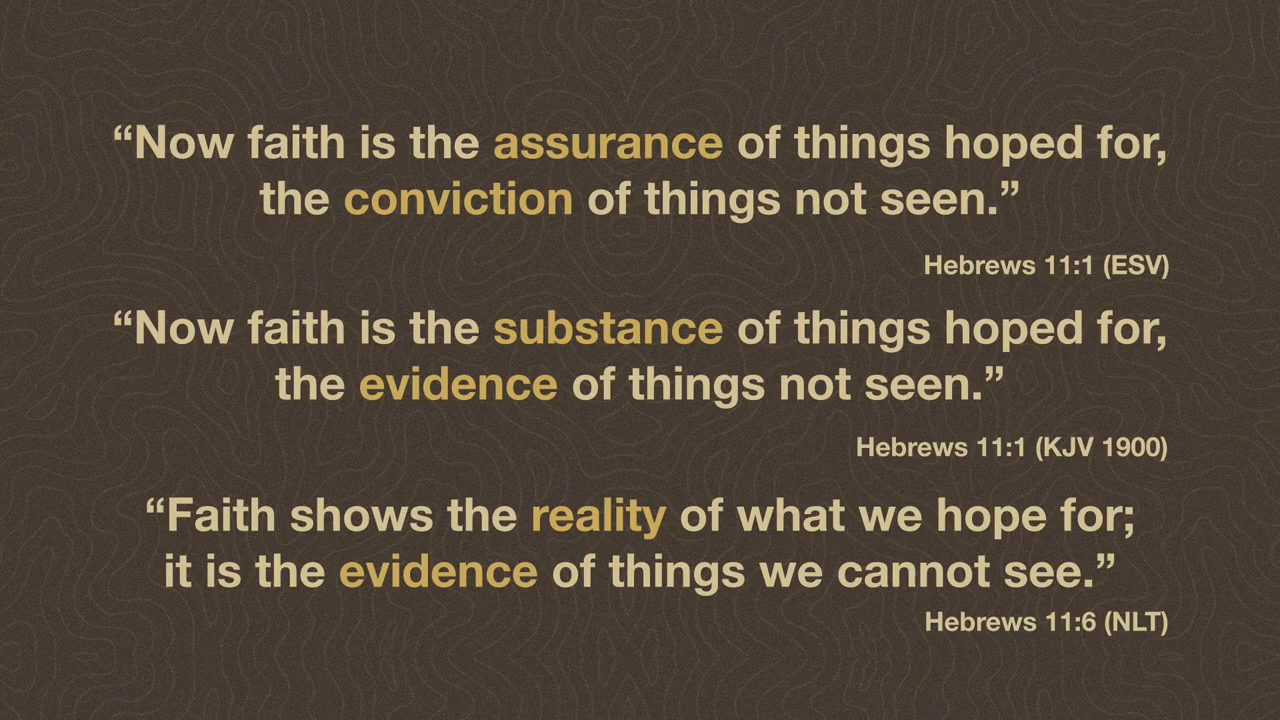 “Now faith is the assurance of things hoped for,
the conviction of things not seen.”
Hebrews 11:1 (ESV)
“Now faith is the substance of things hoped for,
the evidence of things not seen.”
Hebrews 11:1 (KJV 1900)
“Faith shows the reality of what we hope for;
it is the evidence of things we cannot see.”
Hebrews 11:6 (NLT)